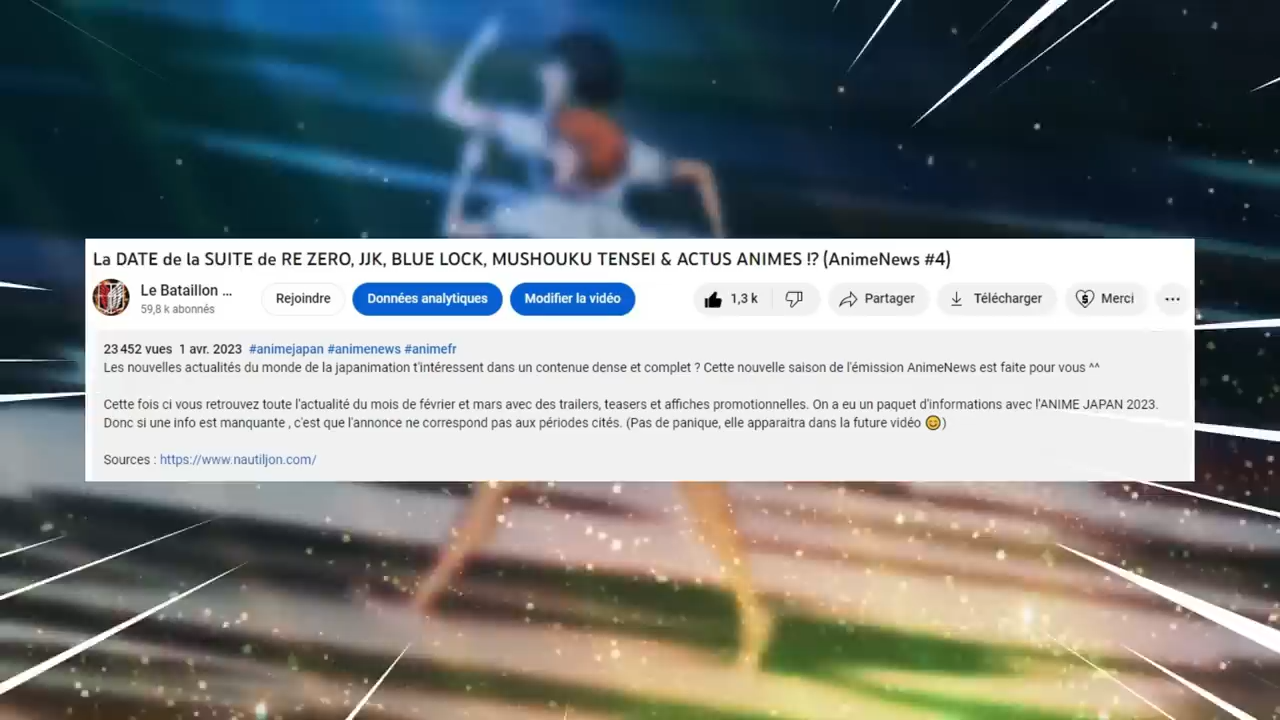 La DATE de la SUITE de RE ZERO, JJK, BLUE LOCK, MUSHOUKU TENSEI & ACTUS ANIMES !? (AnimeNews #4)
Le Bataillon ...
59,8 k abonnés
Rejoindre
Données analytiques
Modifier la vidéo
1,3 k
Partager
Télécharger
Merci
...
23 452 vues 1 avr. 2023 #animejapan #animenews #animefr
Les nouvelles actualités du monde de la japanimation t'intéressent dans un contenue dense et complet ? Cette nouvelle saison de l'émission AnimeNews est faite pour vous ^^
Cette fois ci vous retrouvez toute l'actualité du mois de février et mars avec des trailers, teasers et affiches promotionnelles. On a eu un paquet d'informations avec l'ANIME JAPAN 2023.
Donc si une info est manquante , c'est que l'annonce ne correspond pas aux périodes cités. (Pas de panique, elle apparaitra dans la future vidéo 😊)
Sources : https://www.nautiljon.com/